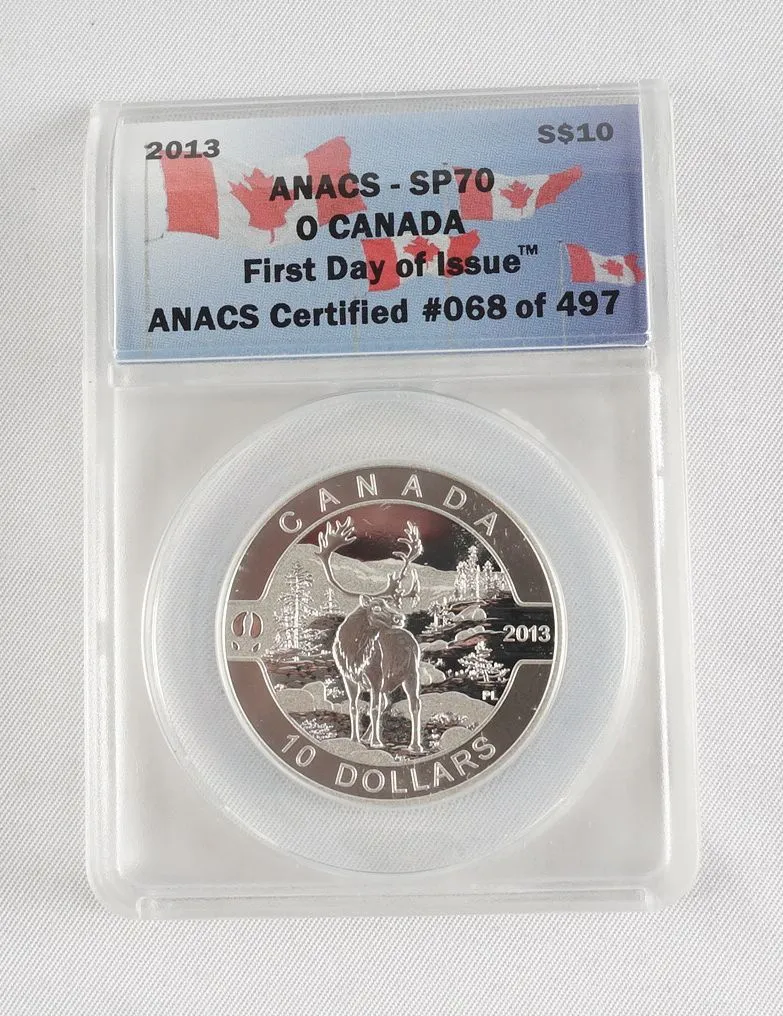 2013
S$10
ANACS - SP70
O CANADA
First Day of Issue™
ANACS Certified #068 of 497
CANADA
2013
PL
10 DOLLARS